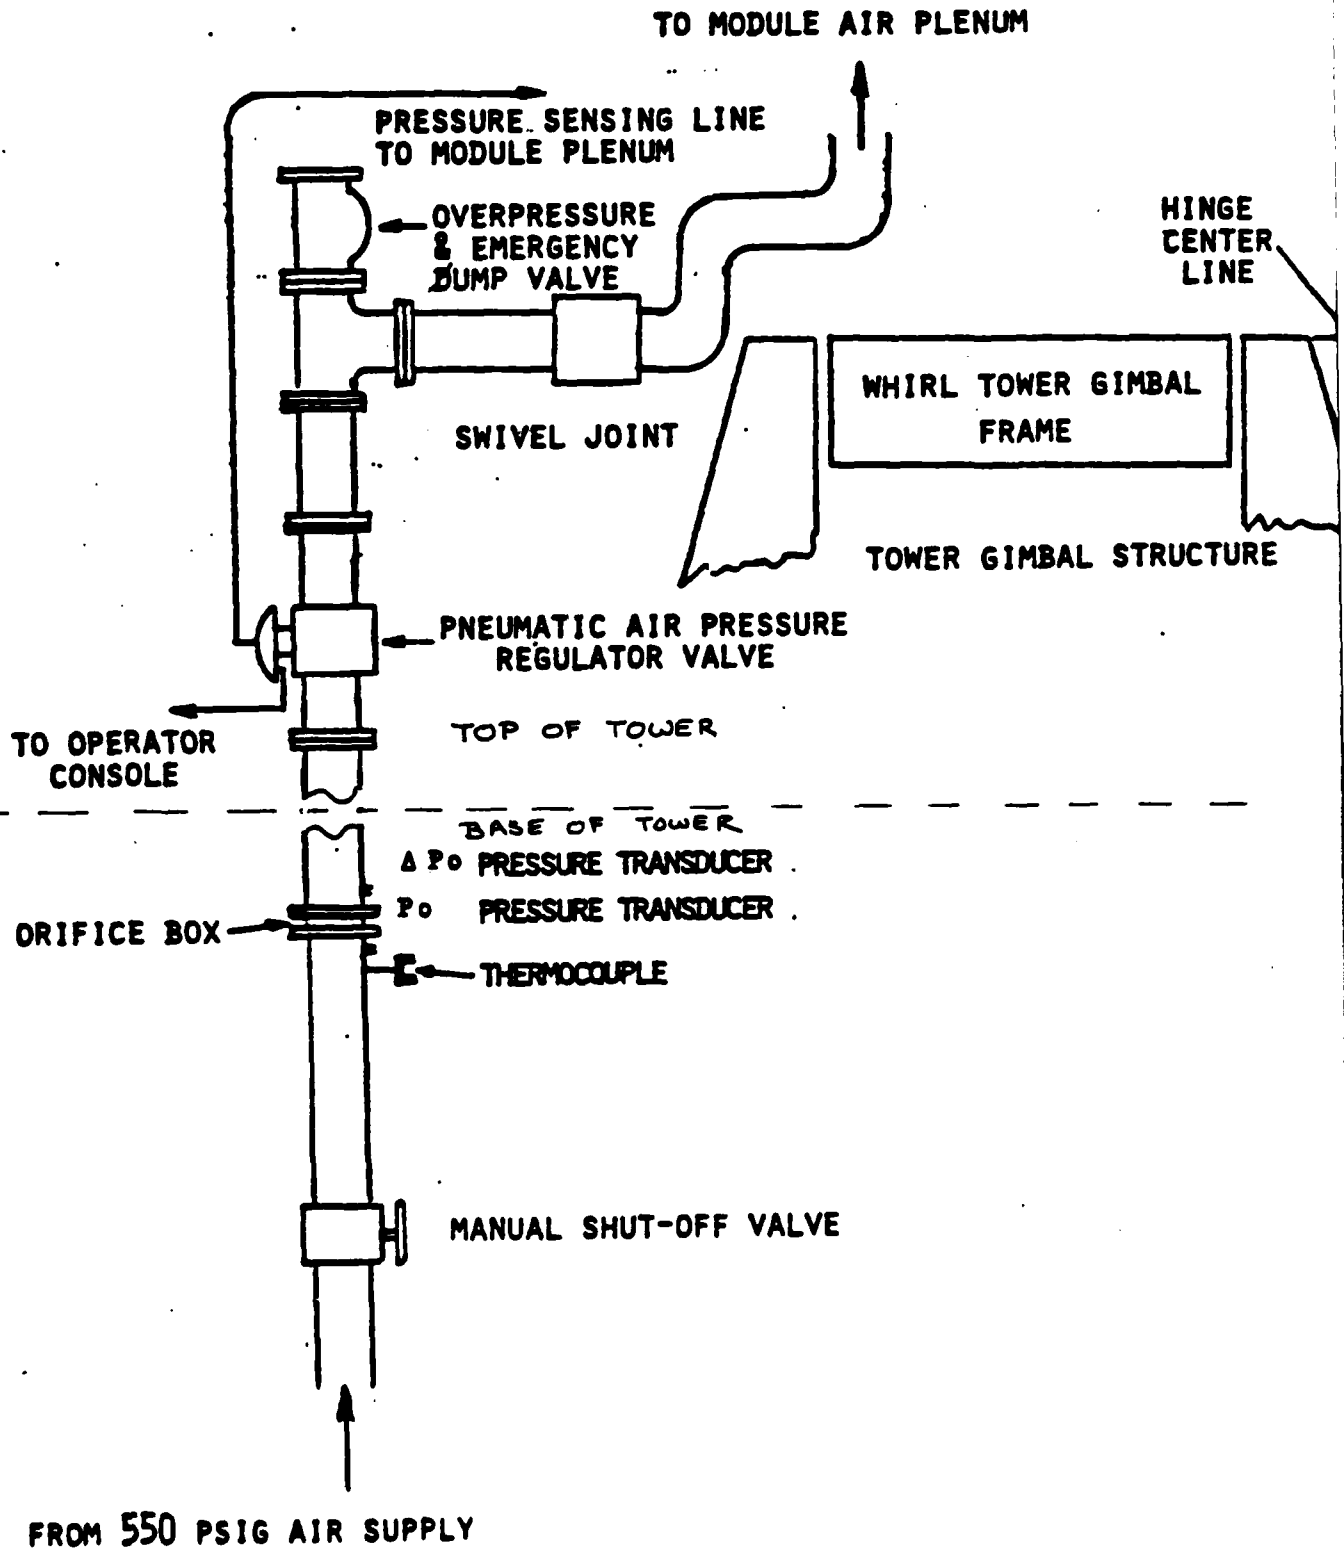 TO MODULE AIR PLENUM
PRESSURE SENSING LINE
TO MODULE PLENUM
OVERPRESSURE
& EMERGENCY
DUMP VALVE
HINGE
CENTER
LINE
WHIRL TOWER GIMBAL
FRAME
SWIVEL JOINT
TOWER GIMBAL STRUCTURE
PNEUMATIC AIR PRESSURE
REGULATOR VALVE
TO OPERATOR
CONSOLE
TOP OF TOWER
BASE OF TOWER
Δ Po PRESSURE TRANSDUCER
Po PRESSURE TRANSDUCER
ORIFICE BOX
THERMOCOUPLE
MANUAL SHUT-OFF VALVE
FROM 550 PSIG AIR SUPPLY